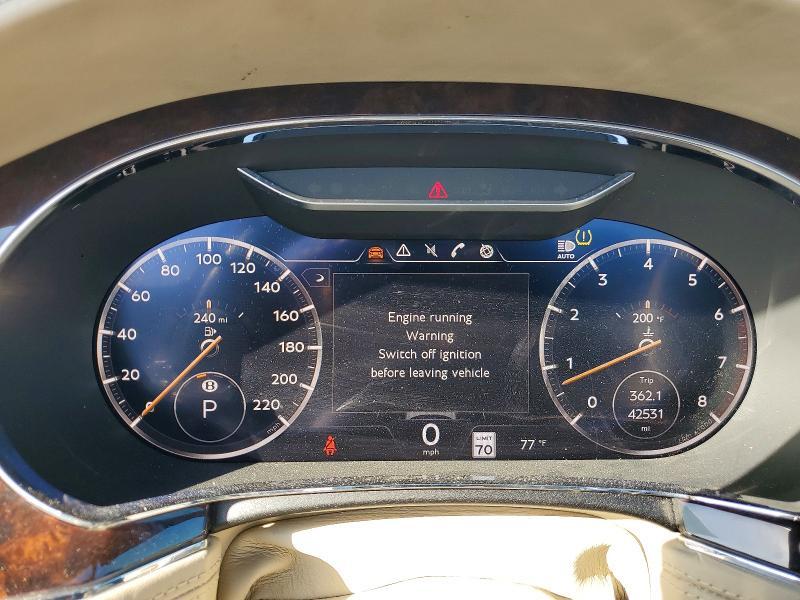 AUTO
0
20
40
60
80
100
120
140
160
180
200
220
mph
240 mi
B
P
Engine running
Warning
Switch off ignition
before leaving vehicle
0
mph
LIMIT
70
77 °F
0
1
2
3
4
5
6
7
8
200 °F
Trip
362.1
42531
mi